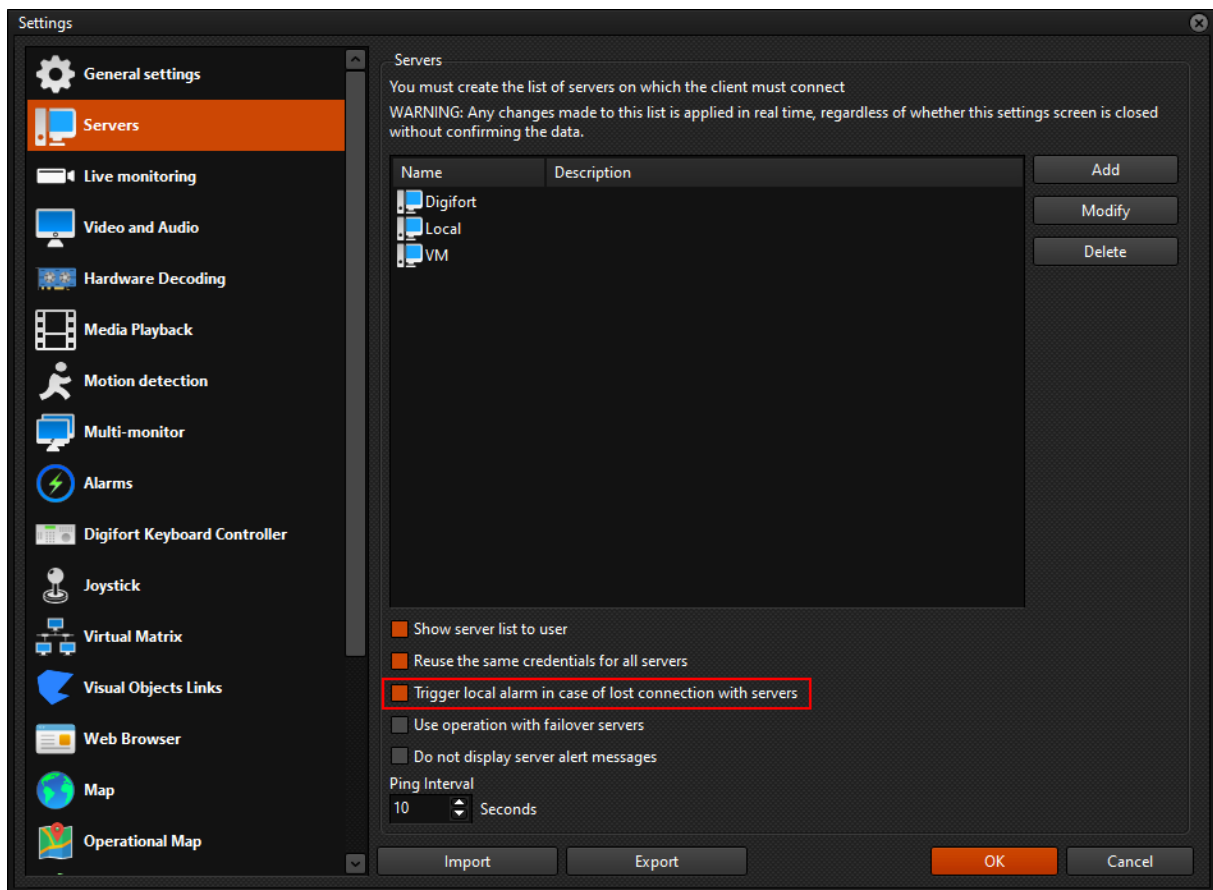 Settings
General settings
Servers
Live monitoring
Video and Audio
Hardware Decoding
Media Playback
Motion detection
Multi-monitor
Alarms
Digifort Keyboard Controller
Joystick
Virtual Matrix
Visual Objects Links
Web Browser
Map
Operational Map
Servers
You must create the list of servers on which the client must connect
WARNING: Any changes made to this list is applied in real time, regardless of whether this settings screen is closed
without confirming the data.
Name Description
Digifort
Local
VM
Add
Modify
Delete
Show server list to user
Reuse the same credentials for all servers
Trigger local alarm in case of lost connection with servers
Use operation with failover servers
Do not display server alert messages
Ping Interval
10 Seconds
Import Export OK Cancel